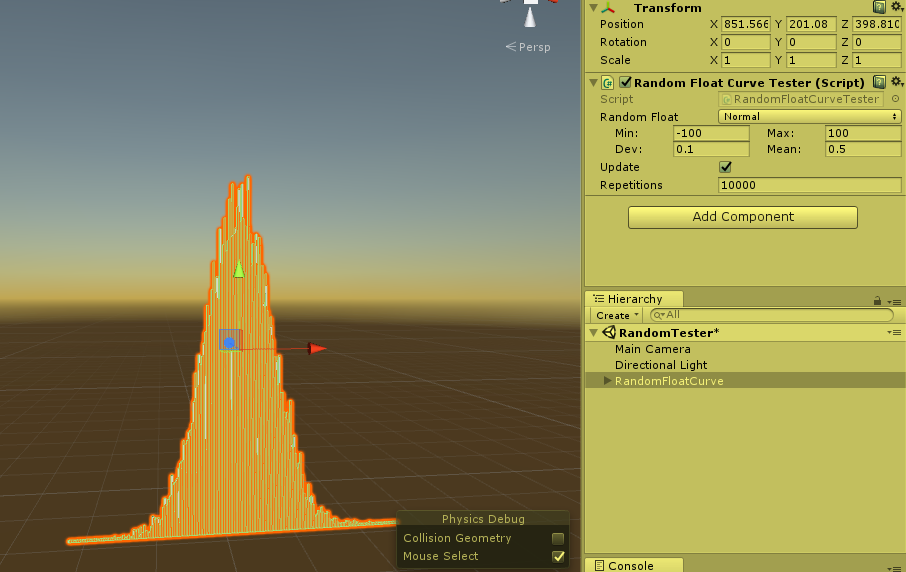 Persp
Physics Debug
Collision Geometry
Mouse Select
Transform
Position X 851.566 Y 201.08 Z 398.810
Rotation X 0 Y 0 Z 0
Scale X 1 Y 1 Z 1
Random Float Curve Tester (Script)
Script RandomFloatCurveTester
Random Float Normal
Min: -100 Max: 100
Dev: 0.1 Mean: 0.5
Update
Repetitions 10000
Add Component
Hierarchy
Create All
RandomTester*
Main Camera
Directional Light
RandomFloatCurve
Console